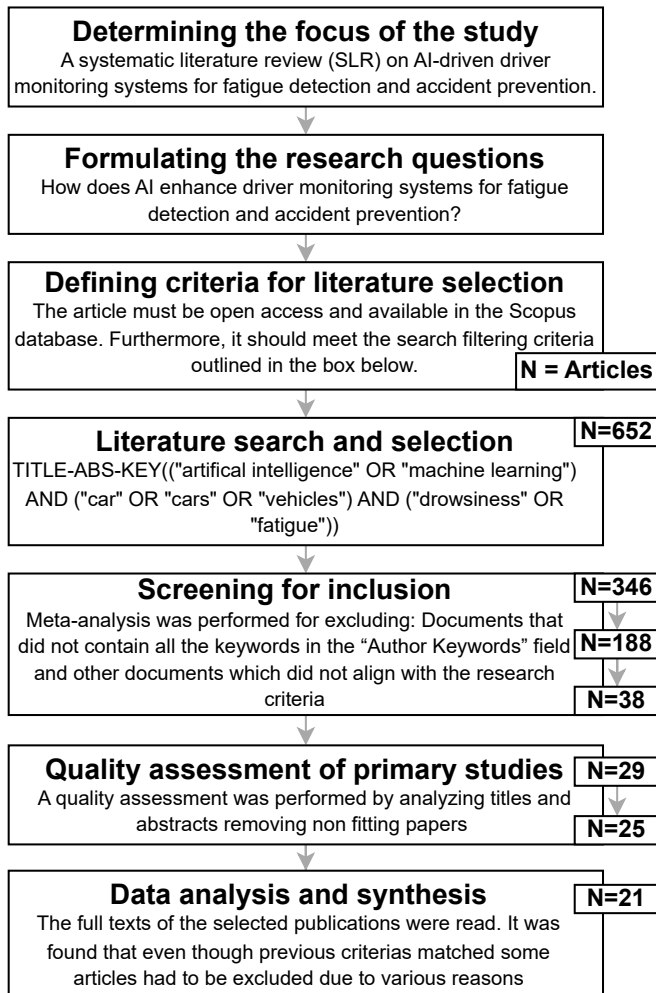 Determining the focus of the study
A systematic literature review (SLR) on AI-driven driver
monitoring systems for fatigue detection and accident prevention.
Formulating the research questions
How does AI enhance driver monitoring systems for fatigue
detection and accident prevention?
Defining criteria for literature selection
The article must be open access and available in the Scopus
database. Furthermore, it should meet the search filtering criteria
outlined in the box below.
N = Articles
Literature search and selection
N=652
TITLE-ABS-KEY(("artifical intelligence" OR "machine learning")
AND ("car" OR "cars" OR "vehicles") AND ("drowsiness" OR
"fatigue"))
Screening for inclusion
N=346
Meta-analysis was performed for excluding: Documents that
did not contain all the keywords in the “Author Keywords” field
N=188
and other documents which did not align with the research
criteria
N=38
Quality assessment of primary studies
N=29
A quality assessment was performed by analyzing titles and
abstracts removing non fitting papers
N=25
Data analysis and synthesis
N=21
The full texts of the selected publications were read. It was
found that even though previous criterias matched some
articles had to be excluded due to various reasons